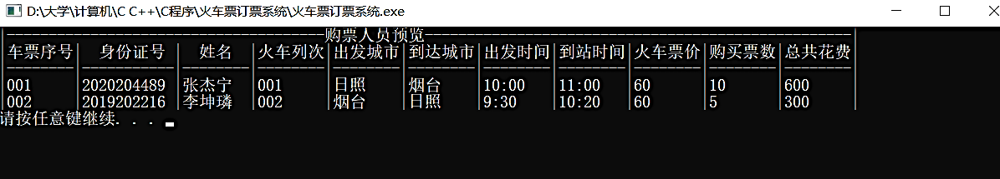 D:\大学\计算机\C C++\C程序\火车票订票系统\火车票订票系统.exe
购票人员预览
车票序号 身份证号 姓名 火车列次 出发城市 到达城市 出发时间 到站时间 火车票价 购买票数 总共花费
001 2020204489 张杰宁 001 日照 烟台 10:00 11:00 60 10 600
002 2019202216 李坤璘 002 烟台 日照 9:30 10:20 60 5 300
请按任意键继续. . .